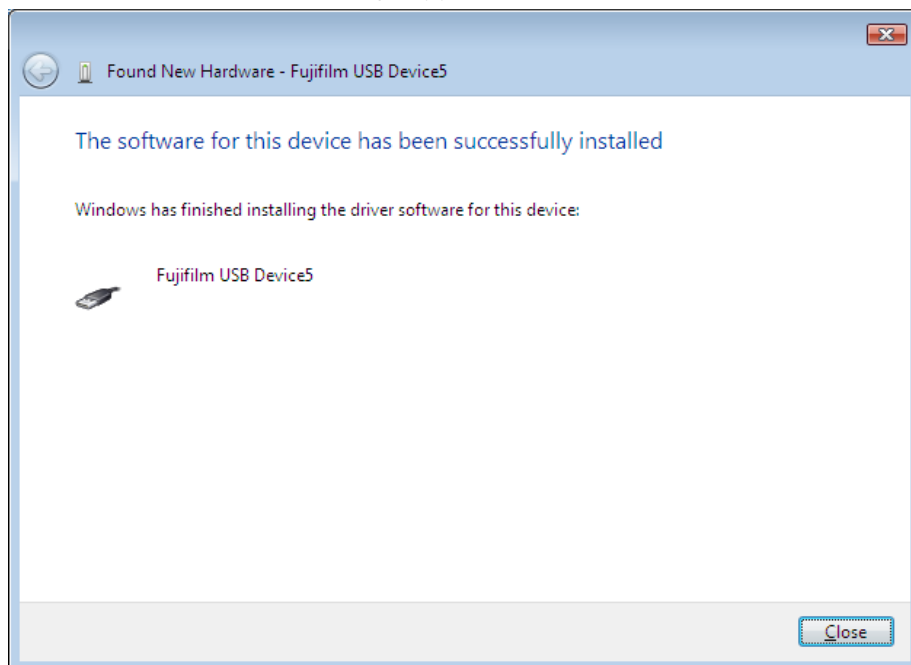 Found New Hardware - Fujifilm USB Device5
The software for this device has been successfully installed
Windows has finished installing the driver software for this device:
Fujifilm USB Device5
Close